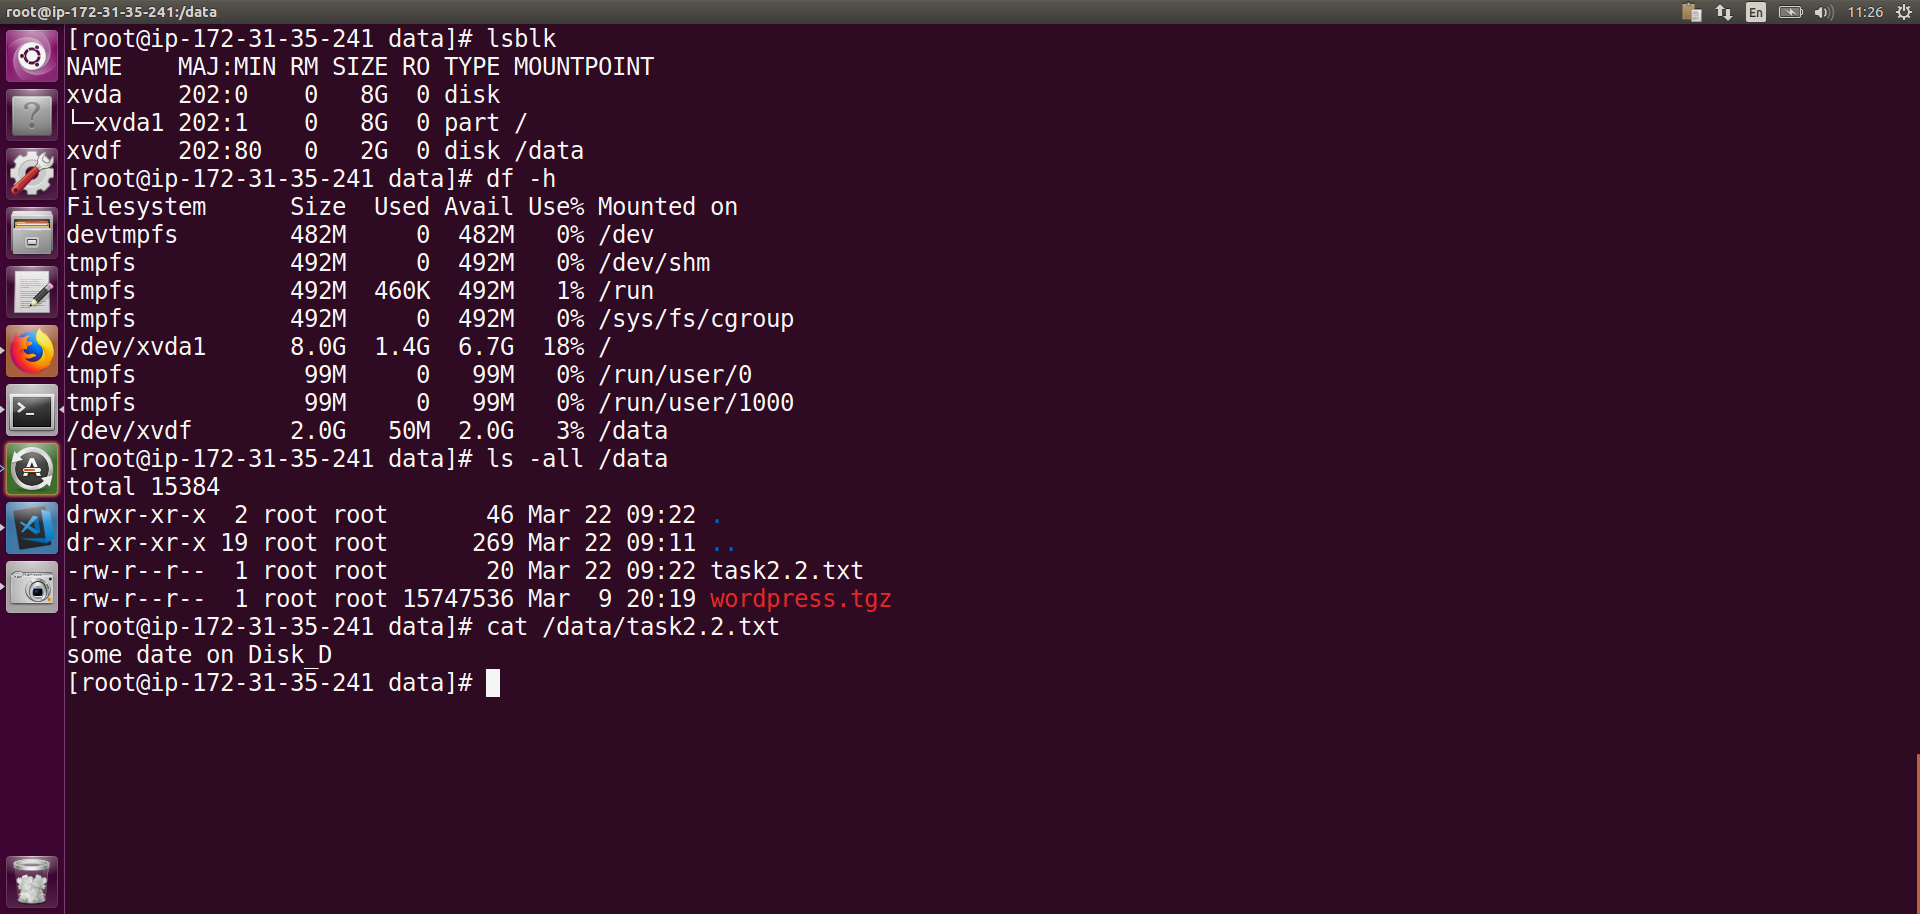 root@ip-172-31-35-241:/data
En
11:26
[root@ip-172-31-35-241 data]# lsblk
NAME    MAJ:MIN RM SIZE RO TYPE MOUNTPOINT
xvda    202:0    0   8G  0 disk
└─xvda1 202:1    0   8G  0 part /
xvdf    202:80   0   2G  0 disk /data
[root@ip-172-31-35-241 data]# df -h
Filesystem      Size  Used Avail Use% Mounted on
devtmpfs        482M     0  482M   0% /dev
tmpfs           492M     0  492M   0% /dev/shm
tmpfs           492M  460K  492M   1% /run
tmpfs           492M     0  492M   0% /sys/fs/cgroup
/dev/xvda1      8.0G  1.4G  6.7G  18% /
tmpfs            99M     0   99M   0% /run/user/0
tmpfs            99M     0   99M   0% /run/user/1000
/dev/xvdf       2.0G   50M  2.0G   3% /data
[root@ip-172-31-35-241 data]# ls -all /data
total 15384
drwxr-xr-x  2 root root       46 Mar 22 09:22 .
dr-xr-xr-x 19 root root      269 Mar 22 09:11 ..
-rw-r--r--  1 root root       20 Mar 22 09:22 task2.2.txt
-rw-r--r--  1 root root 15747536 Mar  9 20:19 wordpress.tgz
[root@ip-172-31-35-241 data]# cat /data/task2.2.txt
some date on Disk_D
[root@ip-172-31-35-241 data]#